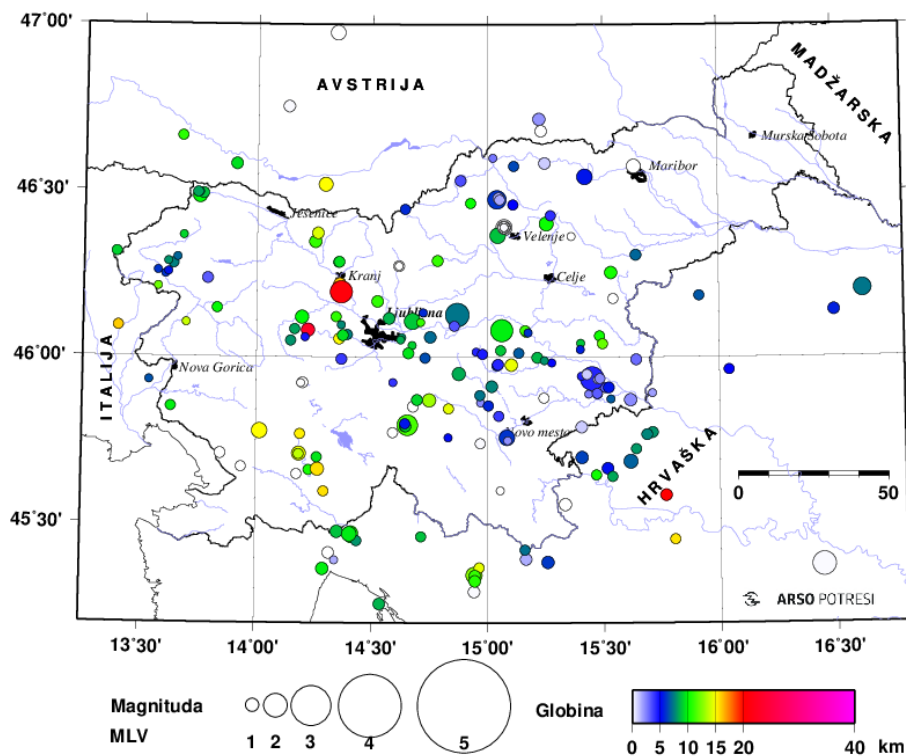 47˚00'
AVSTRIJA
MADŽARSKA
Murska Sobota
Maribor
46˚30'
Jesenice
Velenje
Kranj
Celje
Ljubljana
46˚00'
ITALIJA
Nova Gorica
Novo mesto
HRVAŠKA
0 50
45˚30'
ARSO POTRESI
13˚30' 14˚00' 14˚30' 15˚00' 15˚30' 16˚00' 16˚30'
Magnituda
MLV
1 2 3 4 5
Globina
km
0 5 10 15 20 40